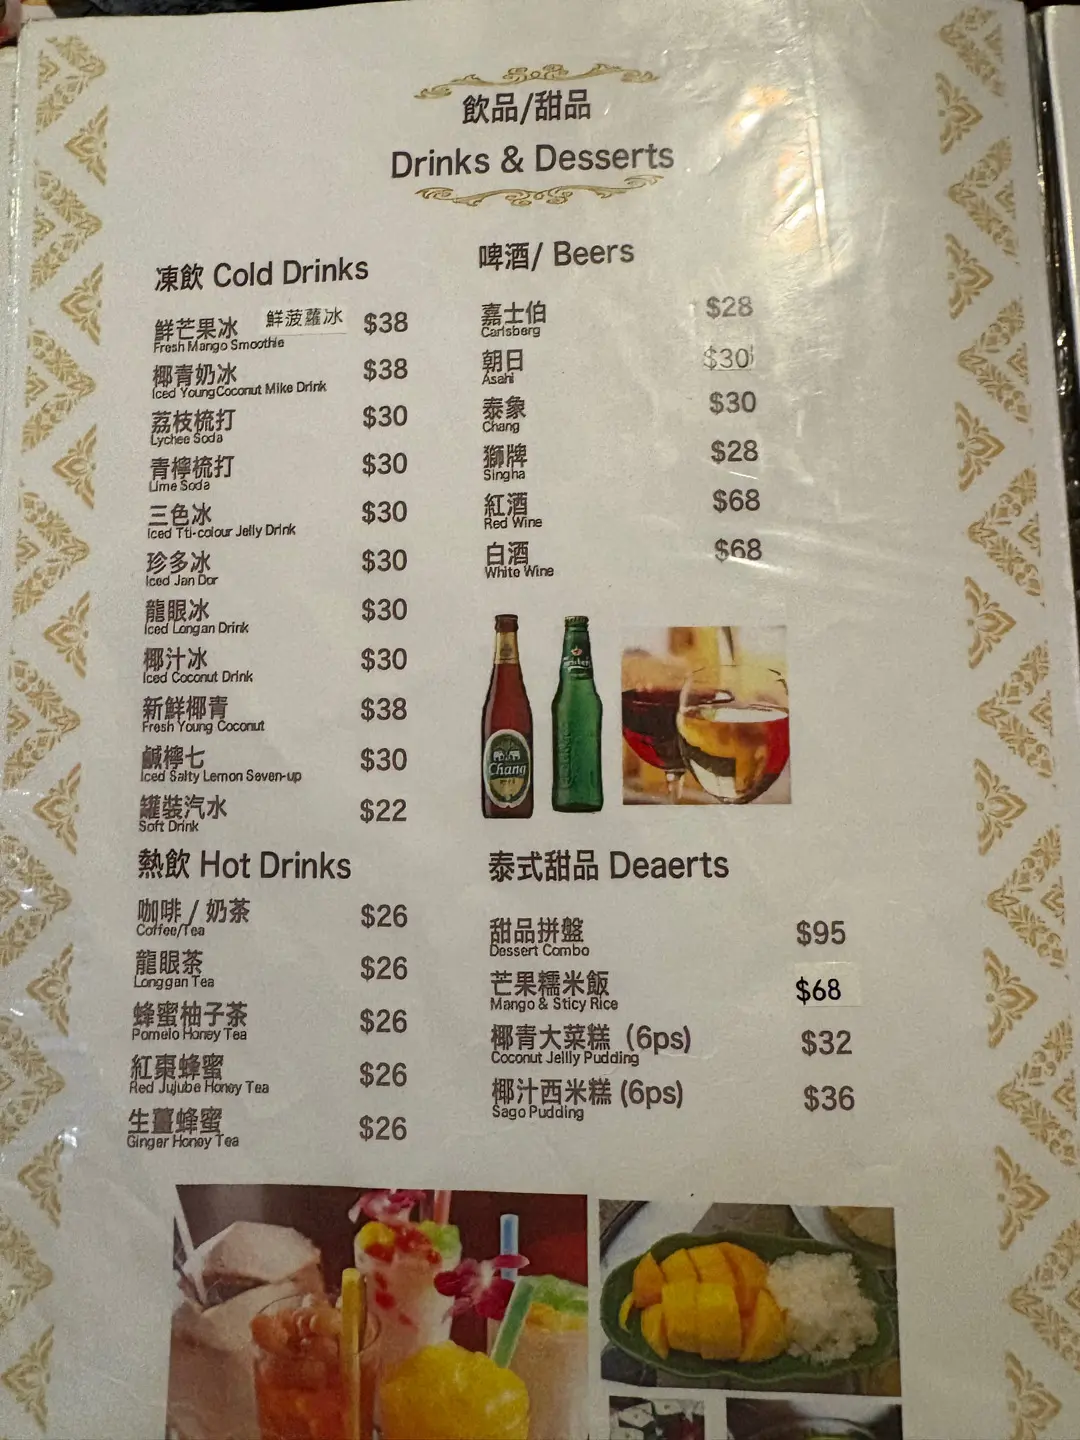 飲品/甜品
Drinks & Desserts
凍飲 Cold Drinks
鮮芒果冰 鮮菠蘿冰 $38
Fresh Mango Smoothie
椰青奶冰 $38
Iced Young Coconut Mike Drink
荔枝梳打 $30
Lychee Soda
青檸梳打 $30
Lime Soda
三色冰 $30
Iced Tti-colour Jelly Drink
珍多冰 $30
Iced Jan Dor
龍眼冰 $30
Iced Longan Drink
椰汁冰 $30
Iced Coconut Drink
新鮮椰青 $38
Fresh Young Coconut
鹹檸七 $30
Iced Salty Lemon Seven-up
罐裝汽水 $22
Soft Drink
熱飲 Hot Drinks
咖啡 / 奶茶 $26
Coffee/Tea
龍眼茶 $26
Longgan Tea
蜂蜜柚子茶 $26
Pomelo Honey Tea
紅棗蜂蜜 $26
Red Jujube Honey Tea
生薑蜂蜜 $26
Ginger Honey Tea
啤酒/ Beers
嘉士伯 $28
Carlsberg
朝日 $30
Asahi
泰象 $30
Chang
獅牌 $28
Singha
紅酒 $68
Red Wine
白酒 $68
White Wine
Chang
泰式甜品 Deaerts
甜品拼盤 $95
Dessert Combo
芒果糯米飯 $68
Mango & Sticy Rice
椰青大菜糕 (6ps) $32
Coconut Jellly Pudding
椰汁西米糕 (6ps) $36
Sago Pudding